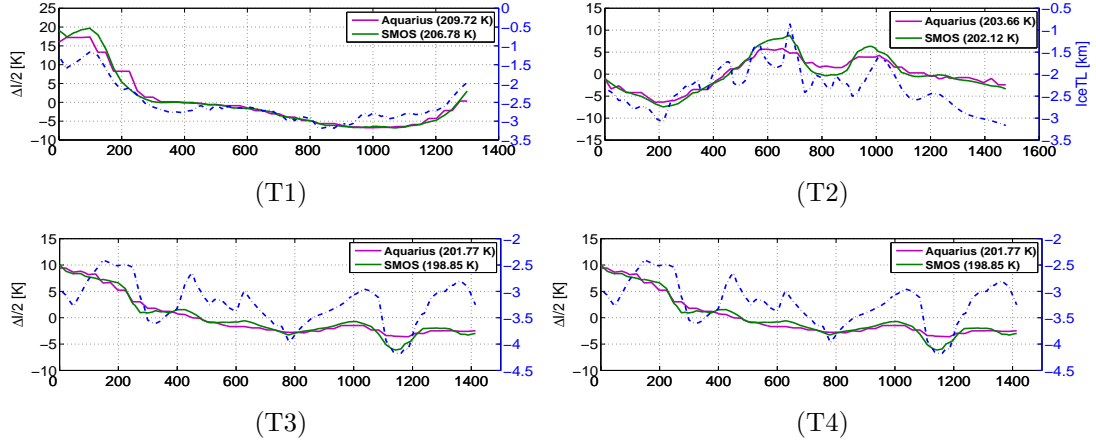 25
20
15
10
5
0
−5
−10
ΔI/2 [K]
0 200 400 600 800 1000 1200 1400
0
−0.5
−1
−1.5
−2
−2.5
−3
−3.5
Aquarius (209.72 K)
SMOS (206.78 K)
(T1)
15
10
5
0
−5
−10
−15
0 200 400 600 800 1000 1200 1400 1600
−0.5
−1
−1.5
−2
−2.5
−3
−3.5
IceTL [km]
Aquarius (203.66 K)
SMOS (202.12 K)
(T2)
15
10
5
0
−5
−10
ΔI/2 [K]
0 200 400 600 800 1000 1200 1400
−2
−2.5
−3
−3.5
−4
−4.5
Aquarius (201.77 K)
SMOS (198.85 K)
(T3)
15
10
5
0
−5
−10
ΔI/2 [K]
0 200 400 600 800 1000 1200 1400
−2
−2.5
−3
−3.5
−4
−4.5
Aquarius (201.77 K)
SMOS (198.85 K)
(T4)